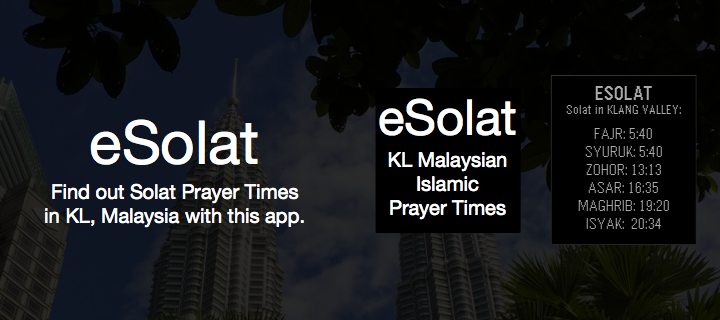 eSolat
Find out Solat Prayer Times
in KL, Malaysia with this app.
eSolat
KL Malaysian
Islamic
Prayer Times
ESOLAT
Solat in KLANG VALLEY:
FAJR: 5:40
SYURUK: 5:40
ZOHOR: 13:13
ASAR: 16:35
MAGHRIB: 19:20
ISYAK: 20:34